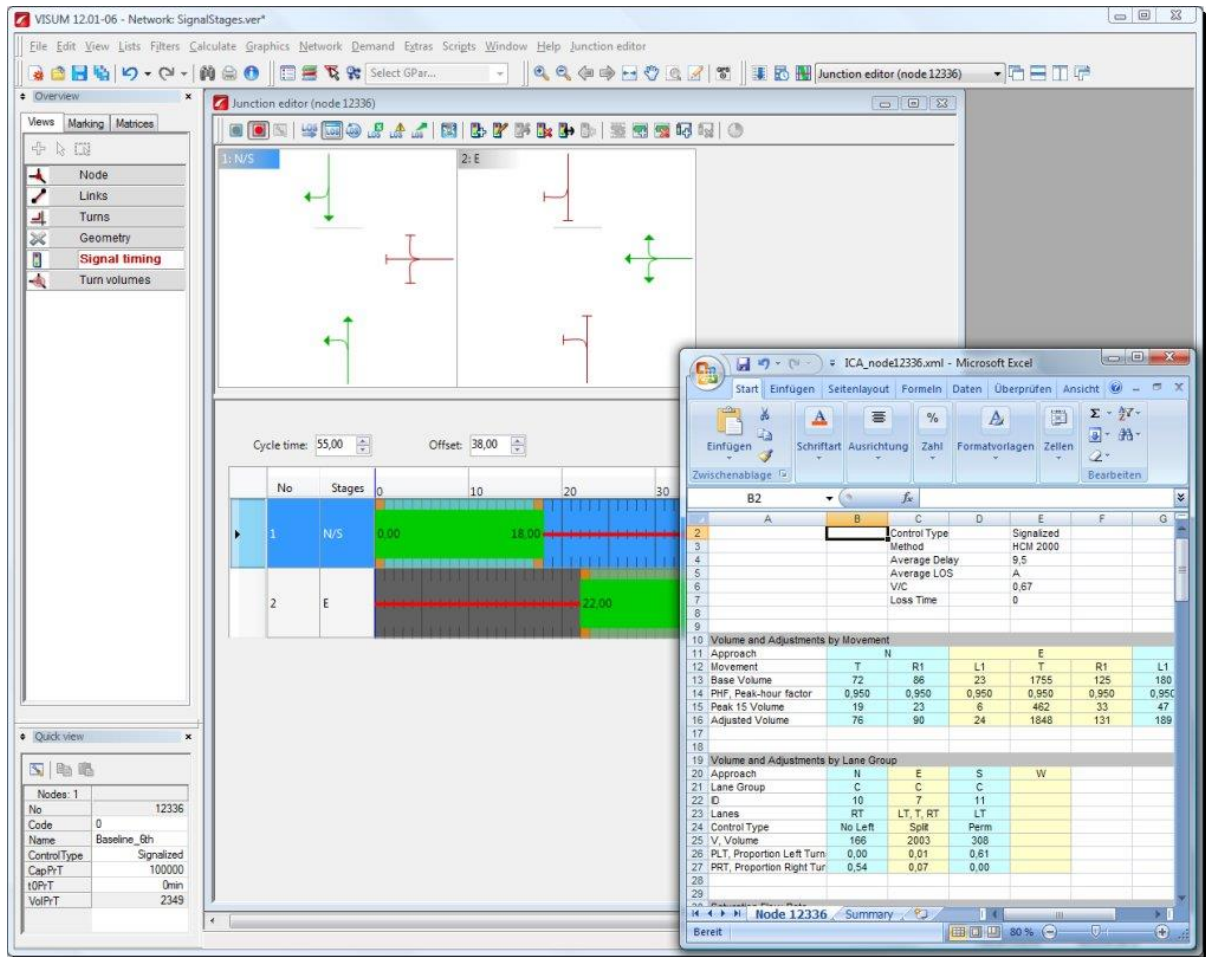 VISUM 12.01-06 - Network: SignalStages.ver*
File Edit View Lists Filters Calculate Graphics Network Demand Extras Scripts Window Help Junction editor
Select GPar...
Junction editor (node 12336)
Overview
Views Marking Matrices
Node
Links
Turns
Geometry
Signal timing
Turn volumes
Junction editor (node 12336)
1: N/S 2: E
Cycle time: 55,00 Offset: 38,00
No Stages 0 10 20 30
1 N/S 0,00 18,00
2 E 22,00
Quick view
Nodes: 1
No 12336
Code 0
Name Baseline_6th
ControlType Signalized
CapPrT 100000
t0PrT 0min
VolPrT 2349
ICA_node12336.xml - Microsoft Excel
Start Einfügen Seitenlayout Formeln Daten Überprüfen Ansicht
Einfügen Schriftart Ausrichtung Zahl Formatvorlagen Zellen
Zwischenablage Bearbeiten
B2 fx
A B C D E F G
2 Control Type Signalized
3 Method HCM 2000
4 Average Delay 9,5
5 Average LOS A
6 V/C 0,67
7 Loss Time 0
8
9
10 Volume and Adjustments by Movement
11 Approach N E
12 Movement T R1 L1 T R1 L1
13 Base Volume 72 86 23 1755 125 180
14 PHF, Peak-hour factor 0,950 0,950 0,950 0,950 0,950 0,950
15 Peak 15 Volume 19 23 6 462 33 47
16 Adjusted Volume 76 90 24 1848 131 189
17
18
19 Volume and Adjustments by Lane Group
20 Approach N E S W
21 Lane Group C C C
22 ID 10 7 11
23 Lanes RT LT, T, RT LT
24 Control Type No Left Split Perm
25 V, Volume 166 2003 308
26 PLT, Proportion Left Turn 0,00 0,01 0,61
27 PRT, Proportion Right Tur 0,54 0,07 0,00
28
29
Node 12336 Summary
Bereit 80 %